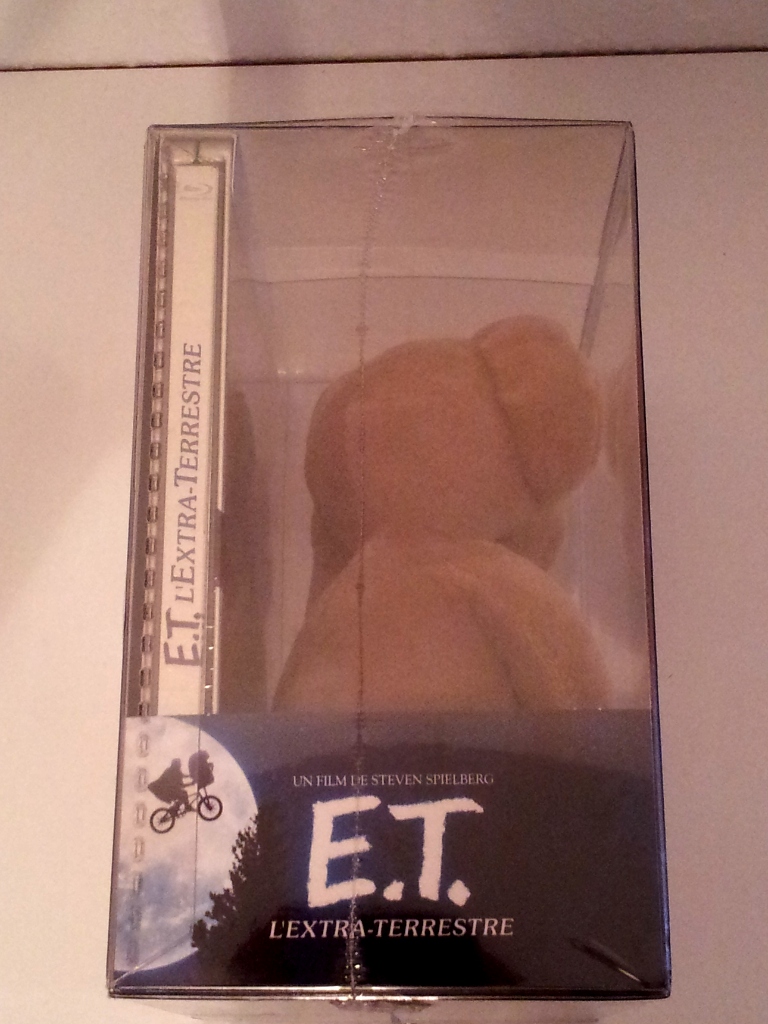 E.T. L'EXTRA-TERRESTRE
UN FILM DE STEVEN SPIELBERG
E.T.
L'EXTRA-TERRESTRE